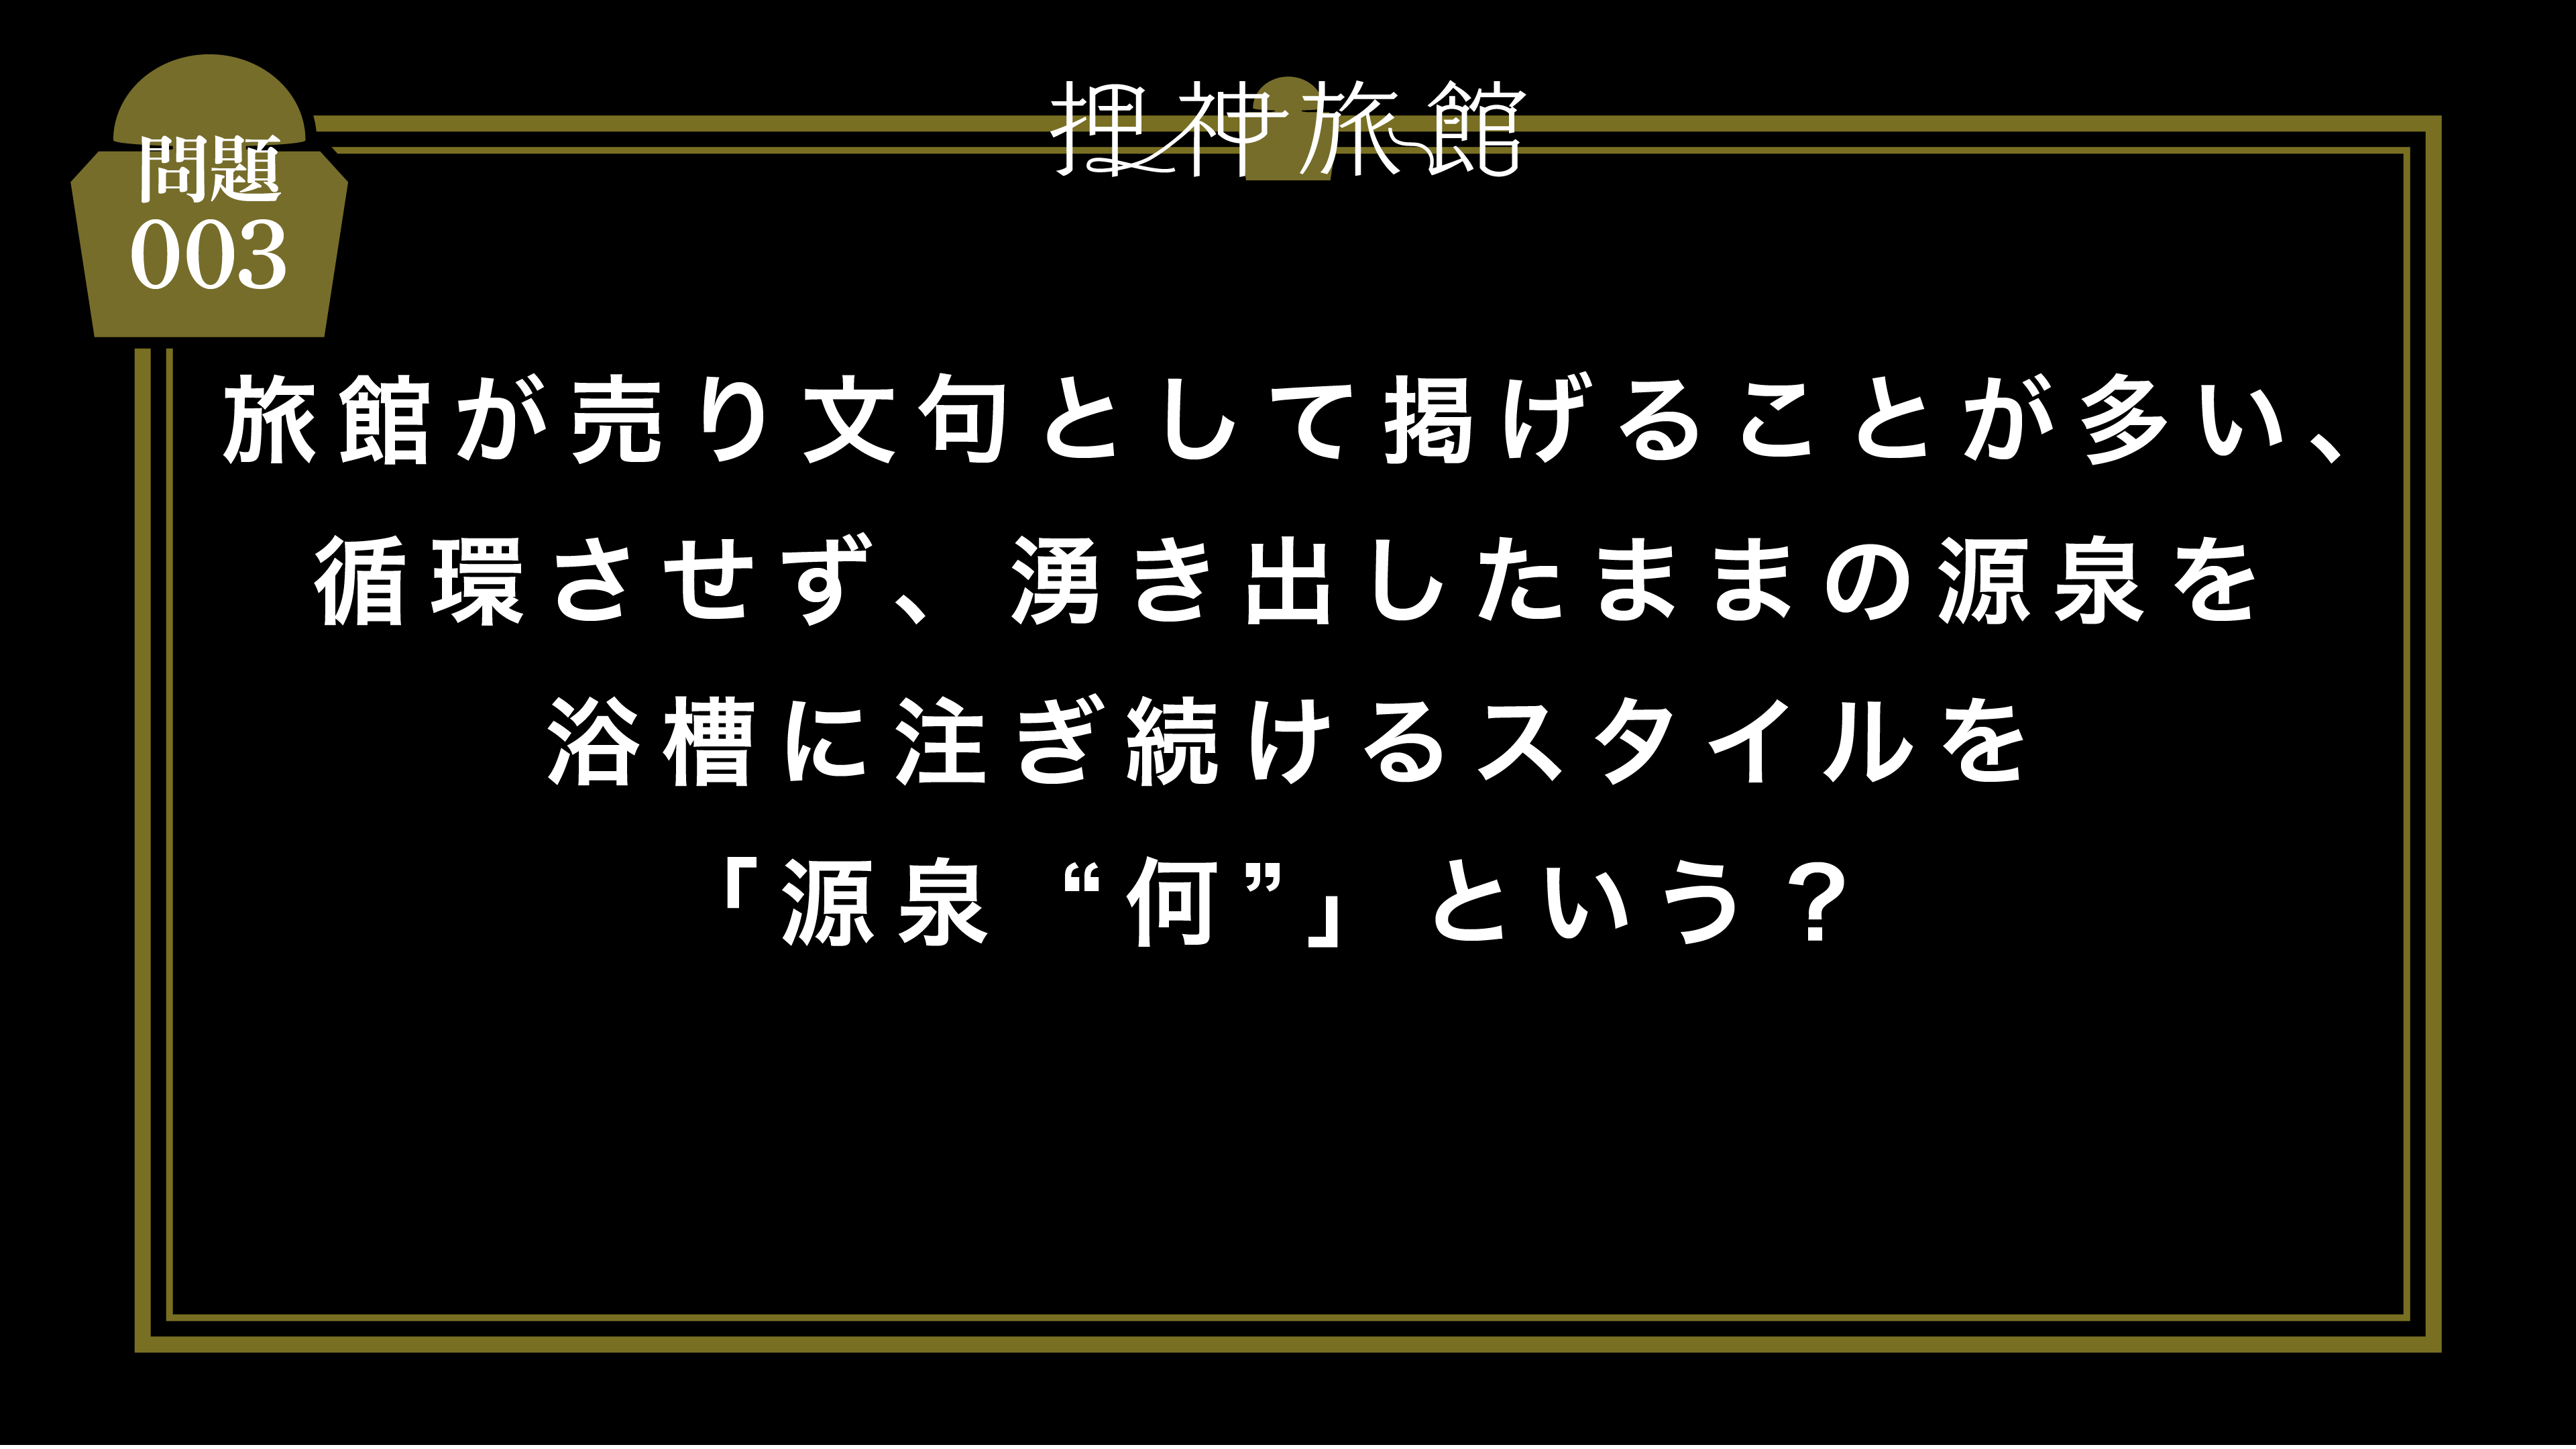 押神旅館
問題
003
旅館が売り文句として掲げることが多い、
循環させず、湧き出したままの源泉を
浴槽に注ぎ続けるスタイルを
「源泉“何”」という?